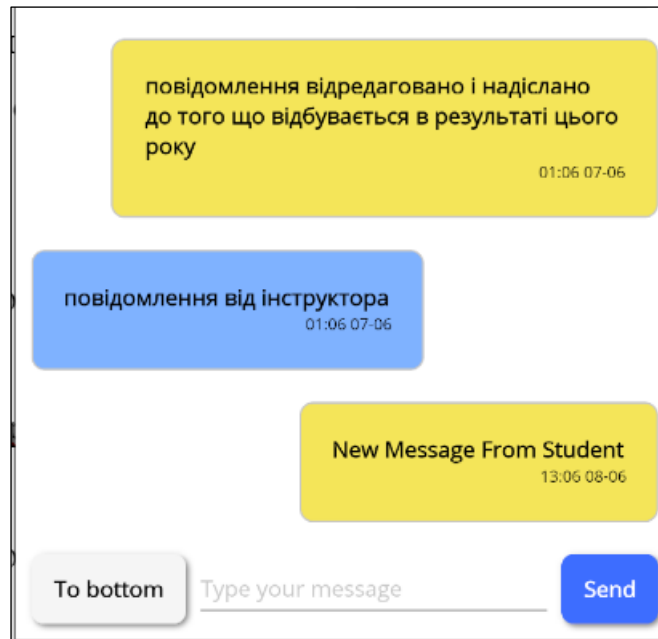 повідомлення відредаговано і надіслано
до того що відбувається в результаті цього
року
01:06 07-06
повідомлення від інструктора
01:06 07-06
New Message From Student
13:06 08-06
To bottom
Type your message
Send